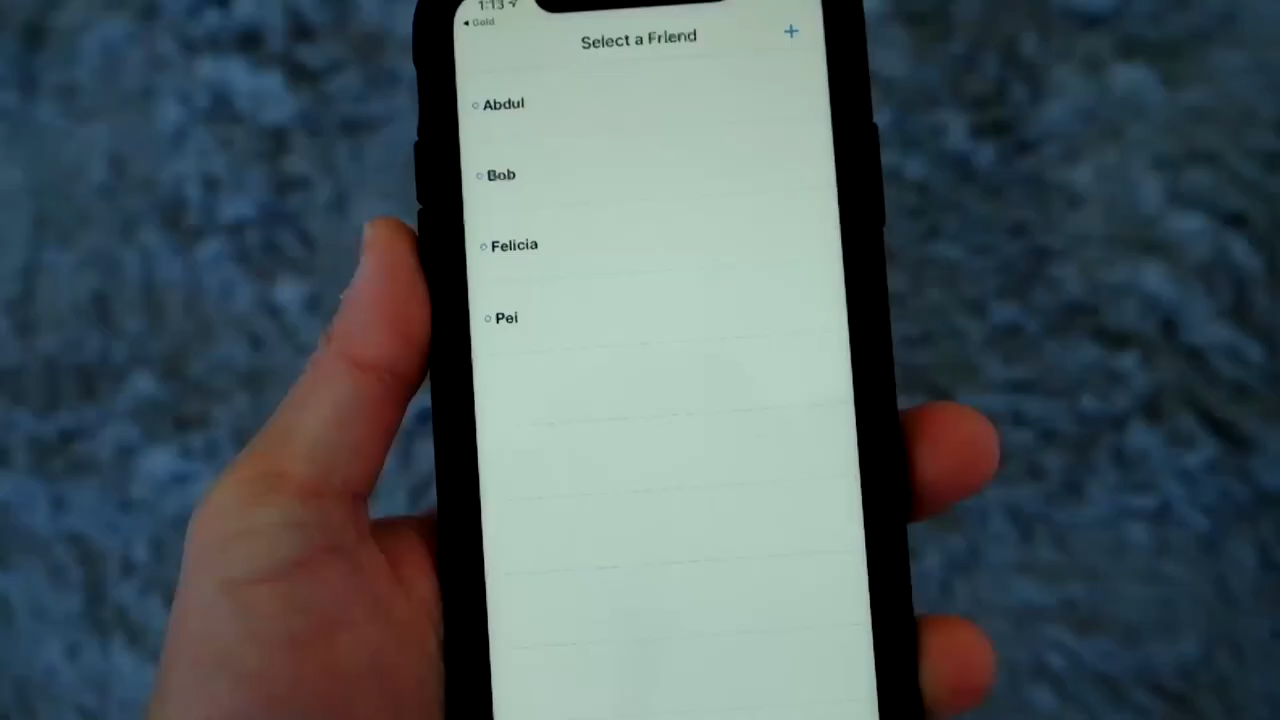 1:13
◂ Gold
Select a Friend +
Abdul
Bob
Felicia
Pei